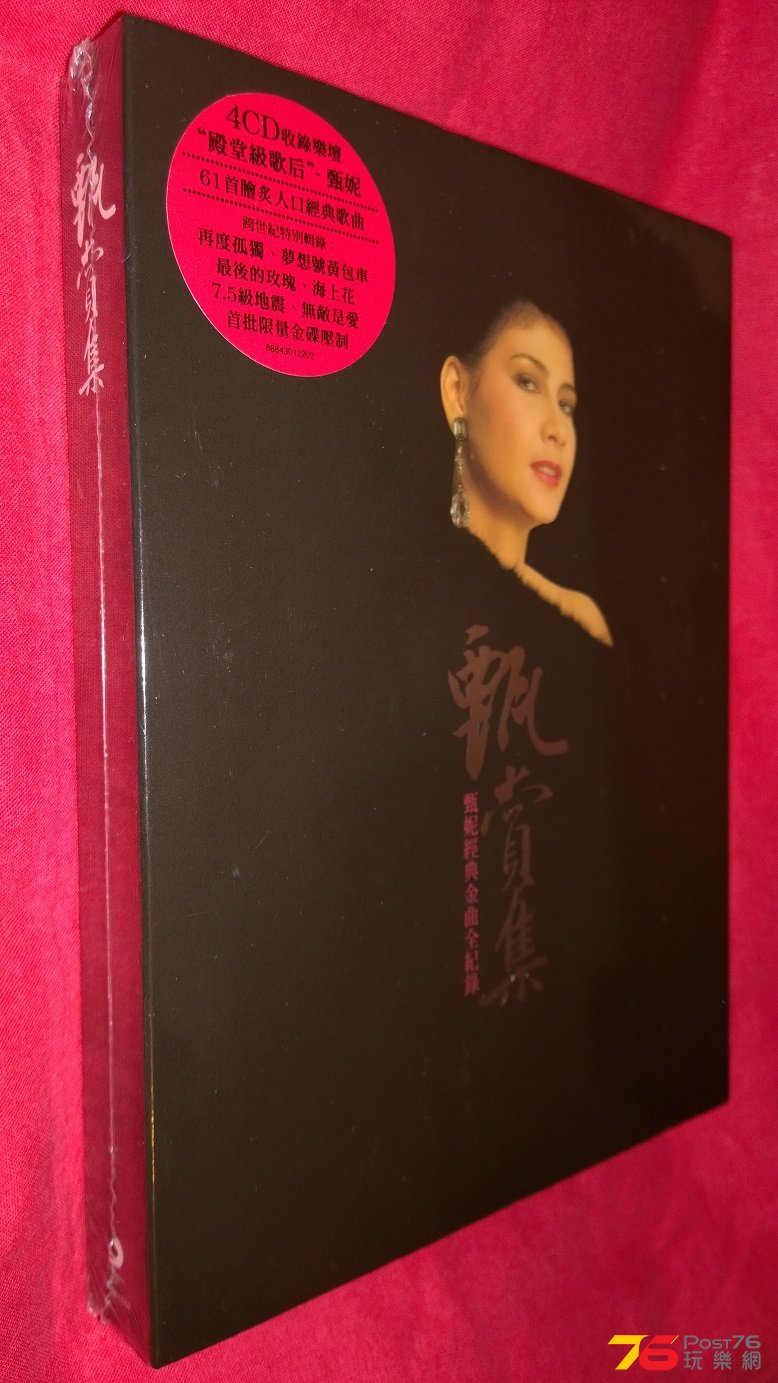 4CD收錄樂壇
“殿堂級歌后”- 甄妮
61首膾炙人口經典歌曲
跨世紀特別輯錄
再度孤獨、夢想號黃包車
最後的玫瑰、海上花
7.5級地震、無敵是愛
首批限量金碟壓制
88843012202
甄賞集
甄賞集
甄妮經典金曲全紀錄
76 POST76
玩樂網